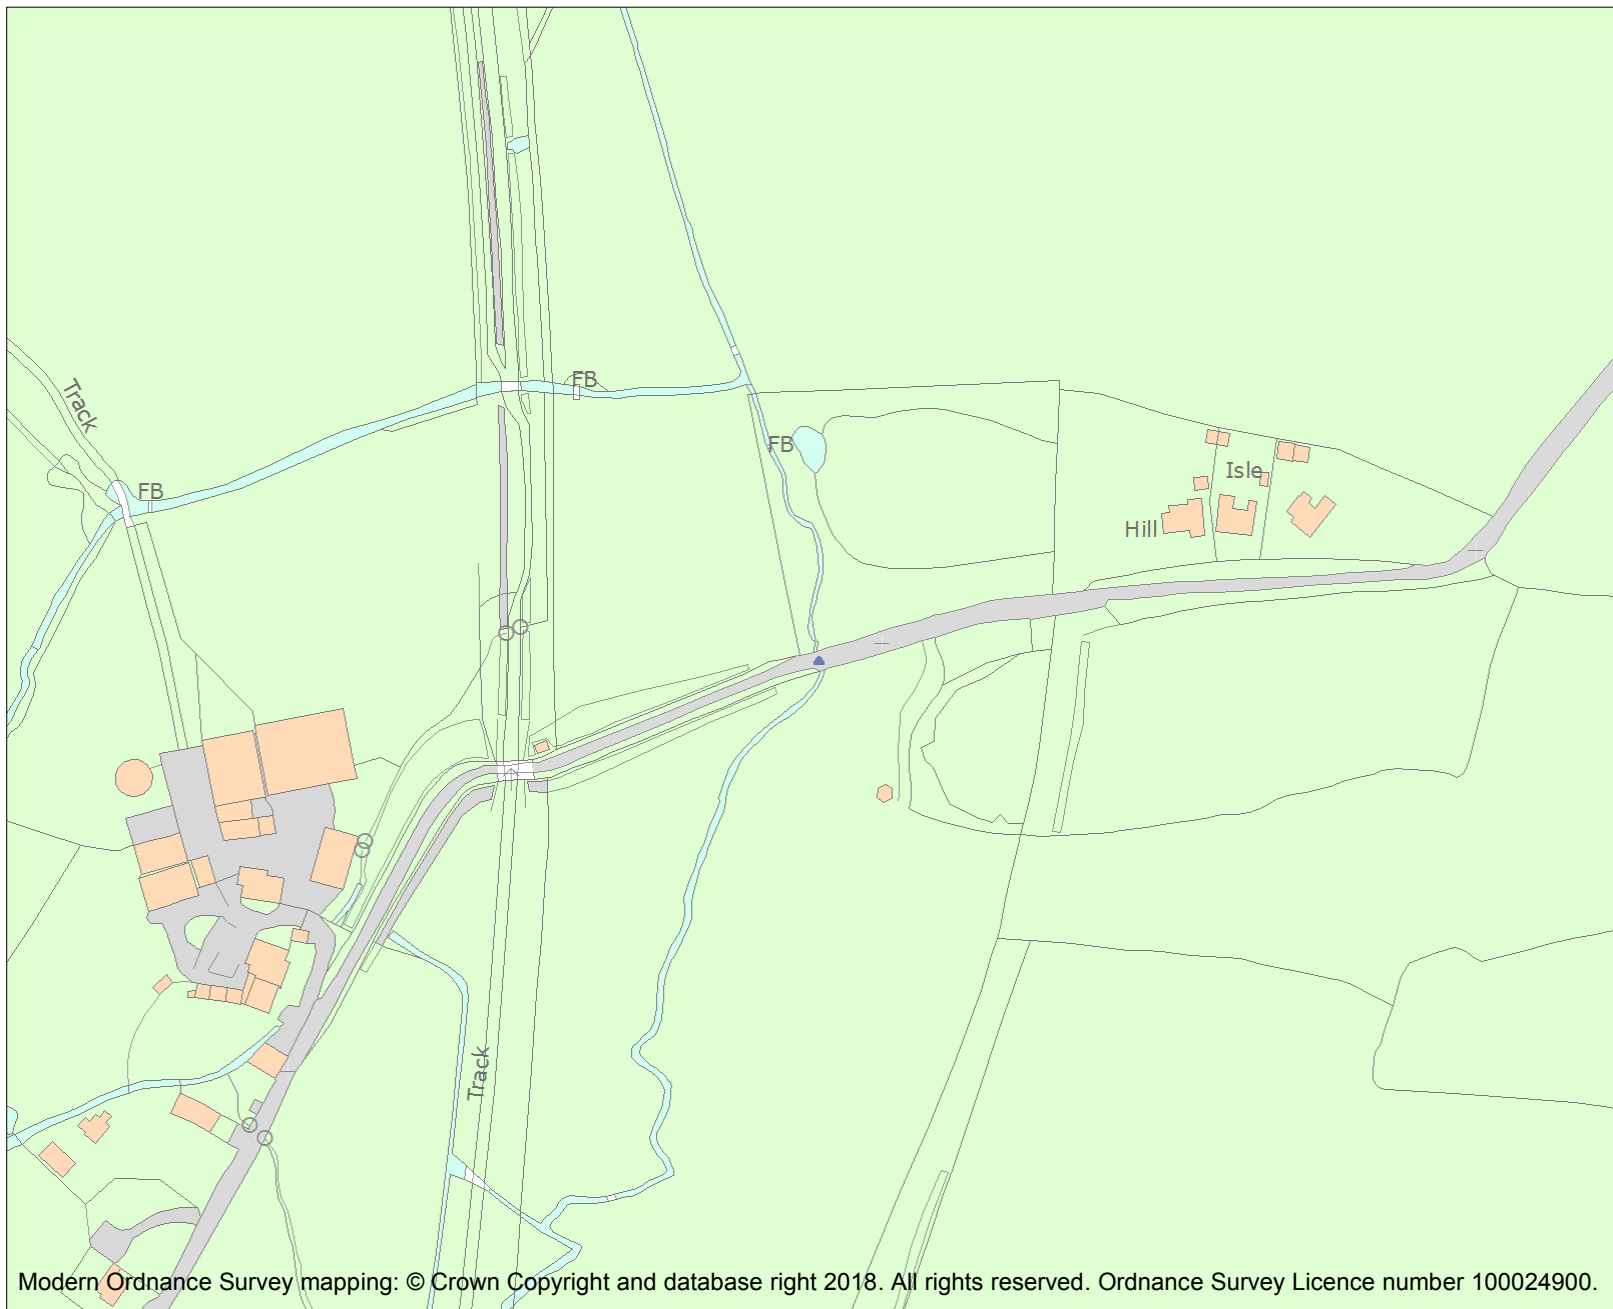 Track
FB
FB
Isle
FB
Hill
Track
Modern Ordnance Survey mapping: © Crown Copyright and database right 2018. All rights reserved. Ordnance Survey Licence number 100024900.